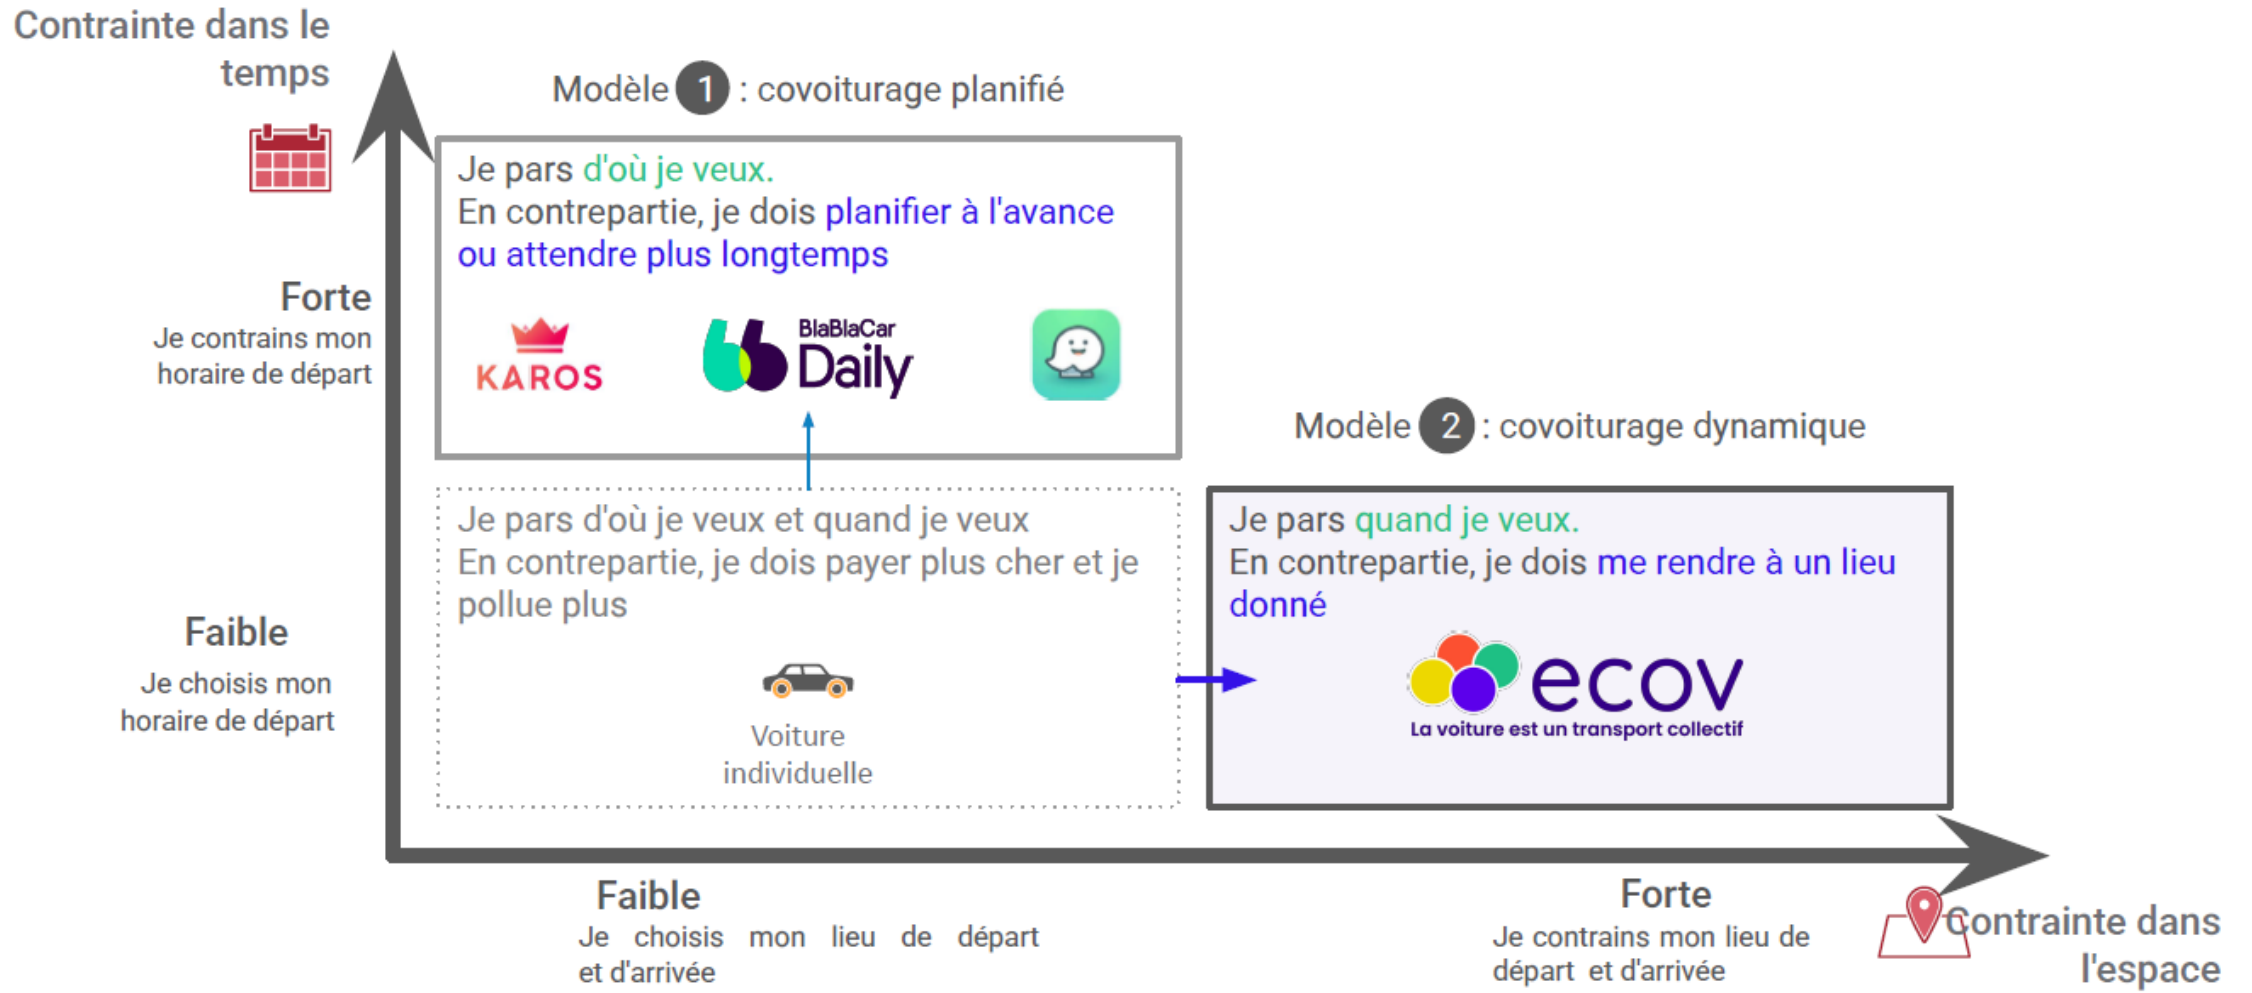 Contrainte dans le
temps
Modèle 1 : covoiturage planifié
Je pars d'où je veux.
En contrepartie, je dois planifier à l'avance
ou attendre plus longtemps
Forte
Je contrains mon
horaire de départ
KAROS
BlaBlaCar
Daily
Modèle 2 : covoiturage dynamique
Je pars d'où je veux et quand je veux
En contrepartie, je dois payer plus cher et je
pollue plus
Voiture
individuelle
Je pars quand je veux.
En contrepartie, je dois me rendre à un lieu
donné
ecov
La voiture est un transport collectif
Faible
Je choisis mon
horaire de départ
Faible
Je choisis mon lieu de départ
et d'arrivée
Forte
Je contrains mon lieu de
départ et d'arrivée
Contrainte dans
l'espace